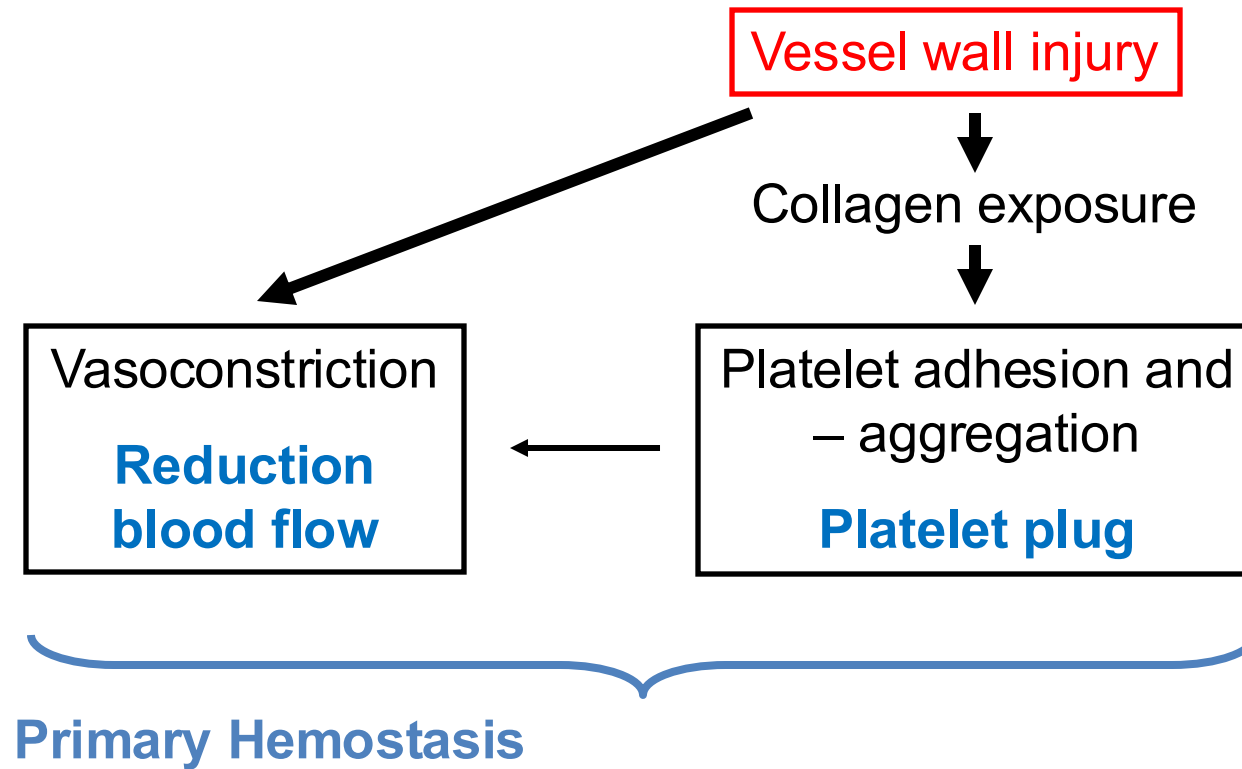 Vessel wall injury
Collagen exposure
Vasoconstriction
Reduction
blood flow
Platelet adhesion and
– aggregation
Platelet plug
Primary Hemostasis